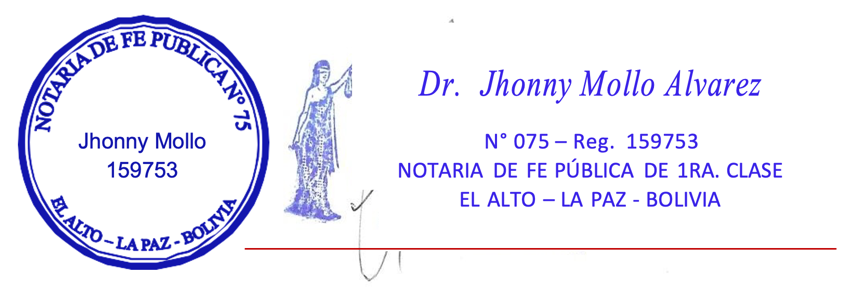 NOTARIA DE FE PUBLICA Nº 75
Jhonny Mollo
159753
EL ALTO – LA PAZ - BOLIVIA
Dr. Jhonny Mollo Alvarez
N° 075 – Reg. 159753
NOTARIA DE FE PÚBLICA DE 1RA. CLASE
EL ALTO – LA PAZ - BOLIVIA